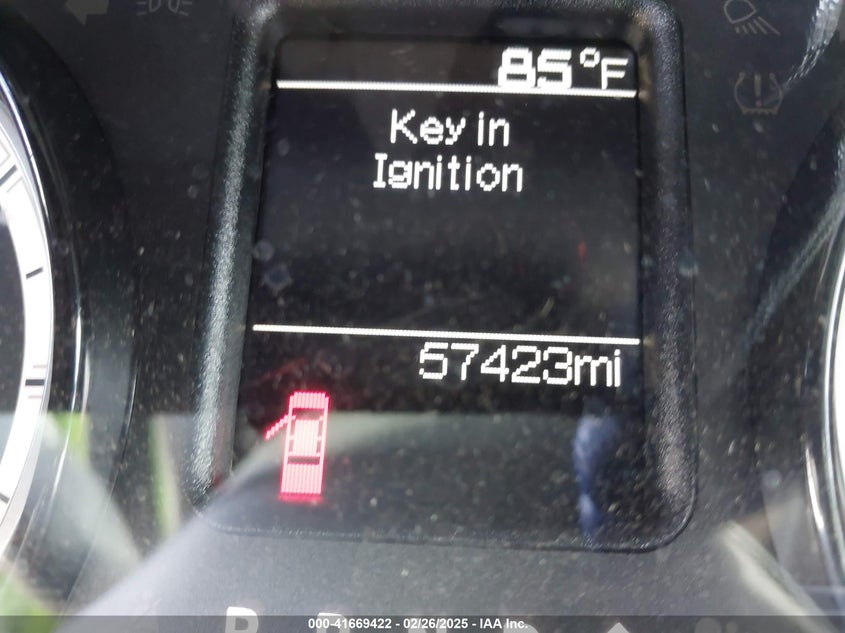 85°F
Key in
Ignition
57423mi
000-41669422 - 02/26/2025 - IAA Inc.